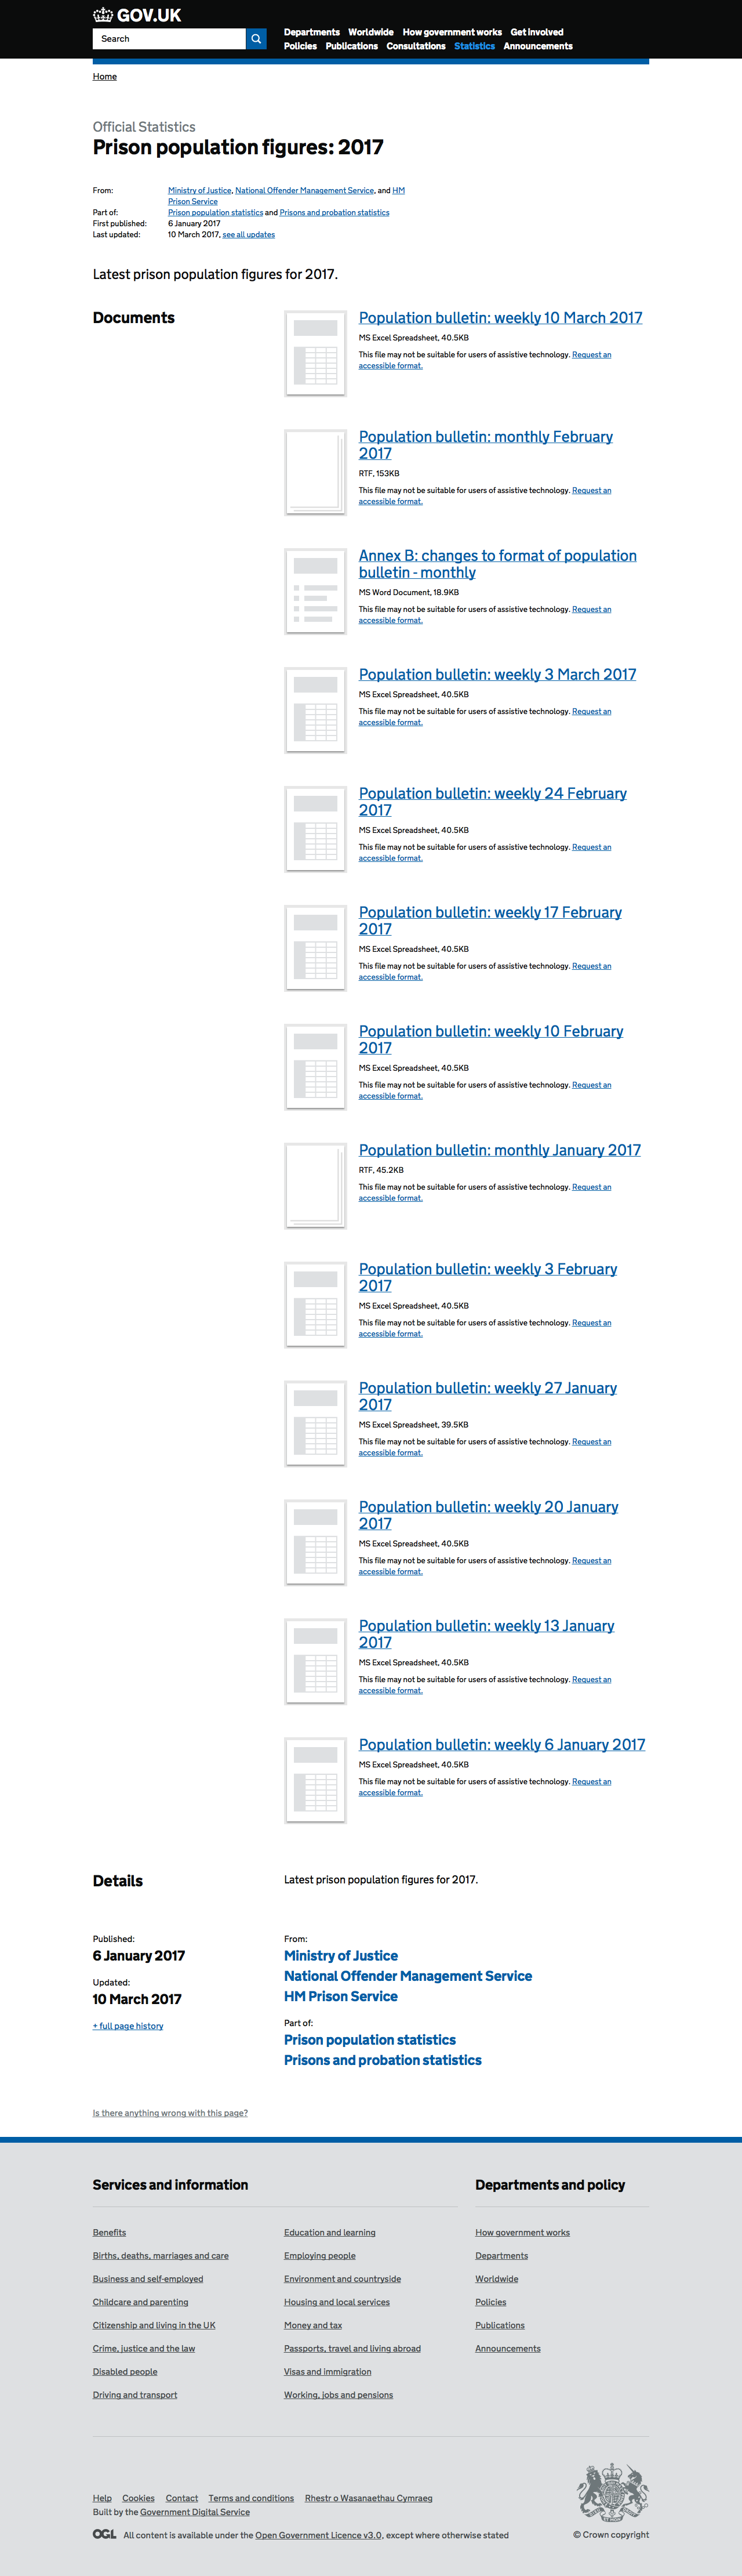 GOV.UK
Search
Departments Worldwide How government works Get involved
Policies Publications Consultations Statistics Announcements
Home
Official Statistics
Prison population figures: 2017
From: Ministry of Justice, National Offender Management Service, and HM
Prison Service
Part of: Prison population statistics and Prisons and probation statistics
First published: 6 January 2017
Last updated: 10 March 2017, see all updates
Latest prison population figures for 2017.
Documents
Population bulletin: weekly 10 March 2017
MS Excel Spreadsheet, 40.5KB
This file may not be suitable for users of assistive technology. Request an
accessible format.
Population bulletin: monthly February
2017
RTF, 153KB
This file may not be suitable for users of assistive technology. Request an
accessible format.
Annex B: changes to format of population
bulletin - monthly
MS Word Document, 18.9KB
This file may not be suitable for users of assistive technology. Request an
accessible format.
Population bulletin: weekly 3 March 2017
MS Excel Spreadsheet, 40.5KB
This file may not be suitable for users of assistive technology. Request an
accessible format.
Population bulletin: weekly 24 February
2017
MS Excel Spreadsheet, 40.5KB
This file may not be suitable for users of assistive technology. Request an
accessible format.
Population bulletin: weekly 17 February
2017
MS Excel Spreadsheet, 40.5KB
This file may not be suitable for users of assistive technology. Request an
accessible format.
Population bulletin: weekly 10 February
2017
MS Excel Spreadsheet, 40.5KB
This file may not be suitable for users of assistive technology. Request an
accessible format.
Population bulletin: monthly January 2017
RTF, 45.2KB
This file may not be suitable for users of assistive technology. Request an
accessible format.
Population bulletin: weekly 3 February
2017
MS Excel Spreadsheet, 40.5KB
This file may not be suitable for users of assistive technology. Request an
accessible format.
Population bulletin: weekly 27 January
2017
MS Excel Spreadsheet, 39.5KB
This file may not be suitable for users of assistive technology. Request an
accessible format.
Population bulletin: weekly 20 January
2017
MS Excel Spreadsheet, 40.5KB
This file may not be suitable for users of assistive technology. Request an
accessible format.
Population bulletin: weekly 13 January
2017
MS Excel Spreadsheet, 40.5KB
This file may not be suitable for users of assistive technology. Request an
accessible format.
Population bulletin: weekly 6 January 2017
MS Excel Spreadsheet, 40.5KB
This file may not be suitable for users of assistive technology. Request an
accessible format.
Details
Latest prison population figures for 2017.
Published:
6 January 2017
Updated:
10 March 2017
+ full page history
From:
Ministry of Justice
National Offender Management Service
HM Prison Service
Part of:
Prison population statistics
Prisons and probation statistics
Is there anything wrong with this page?
Services and information
Benefits
Births, deaths, marriages and care
Business and self-employed
Childcare and parenting
Citizenship and living in the UK
Crime, justice and the law
Disabled people
Driving and transport
Education and learning
Employing people
Environment and countryside
Housing and local services
Money and tax
Passports, travel and living abroad
Visas and immigration
Working, jobs and pensions
Departments and policy
How government works
Departments
Worldwide
Policies
Publications
Announcements
Help Cookies Contact Terms and conditions Rhestr o Wasanaethau Cymraeg
Built by the Government Digital Service
OGL All content is available under the Open Government Licence v3.0, except where otherwise stated
© Crown copyright